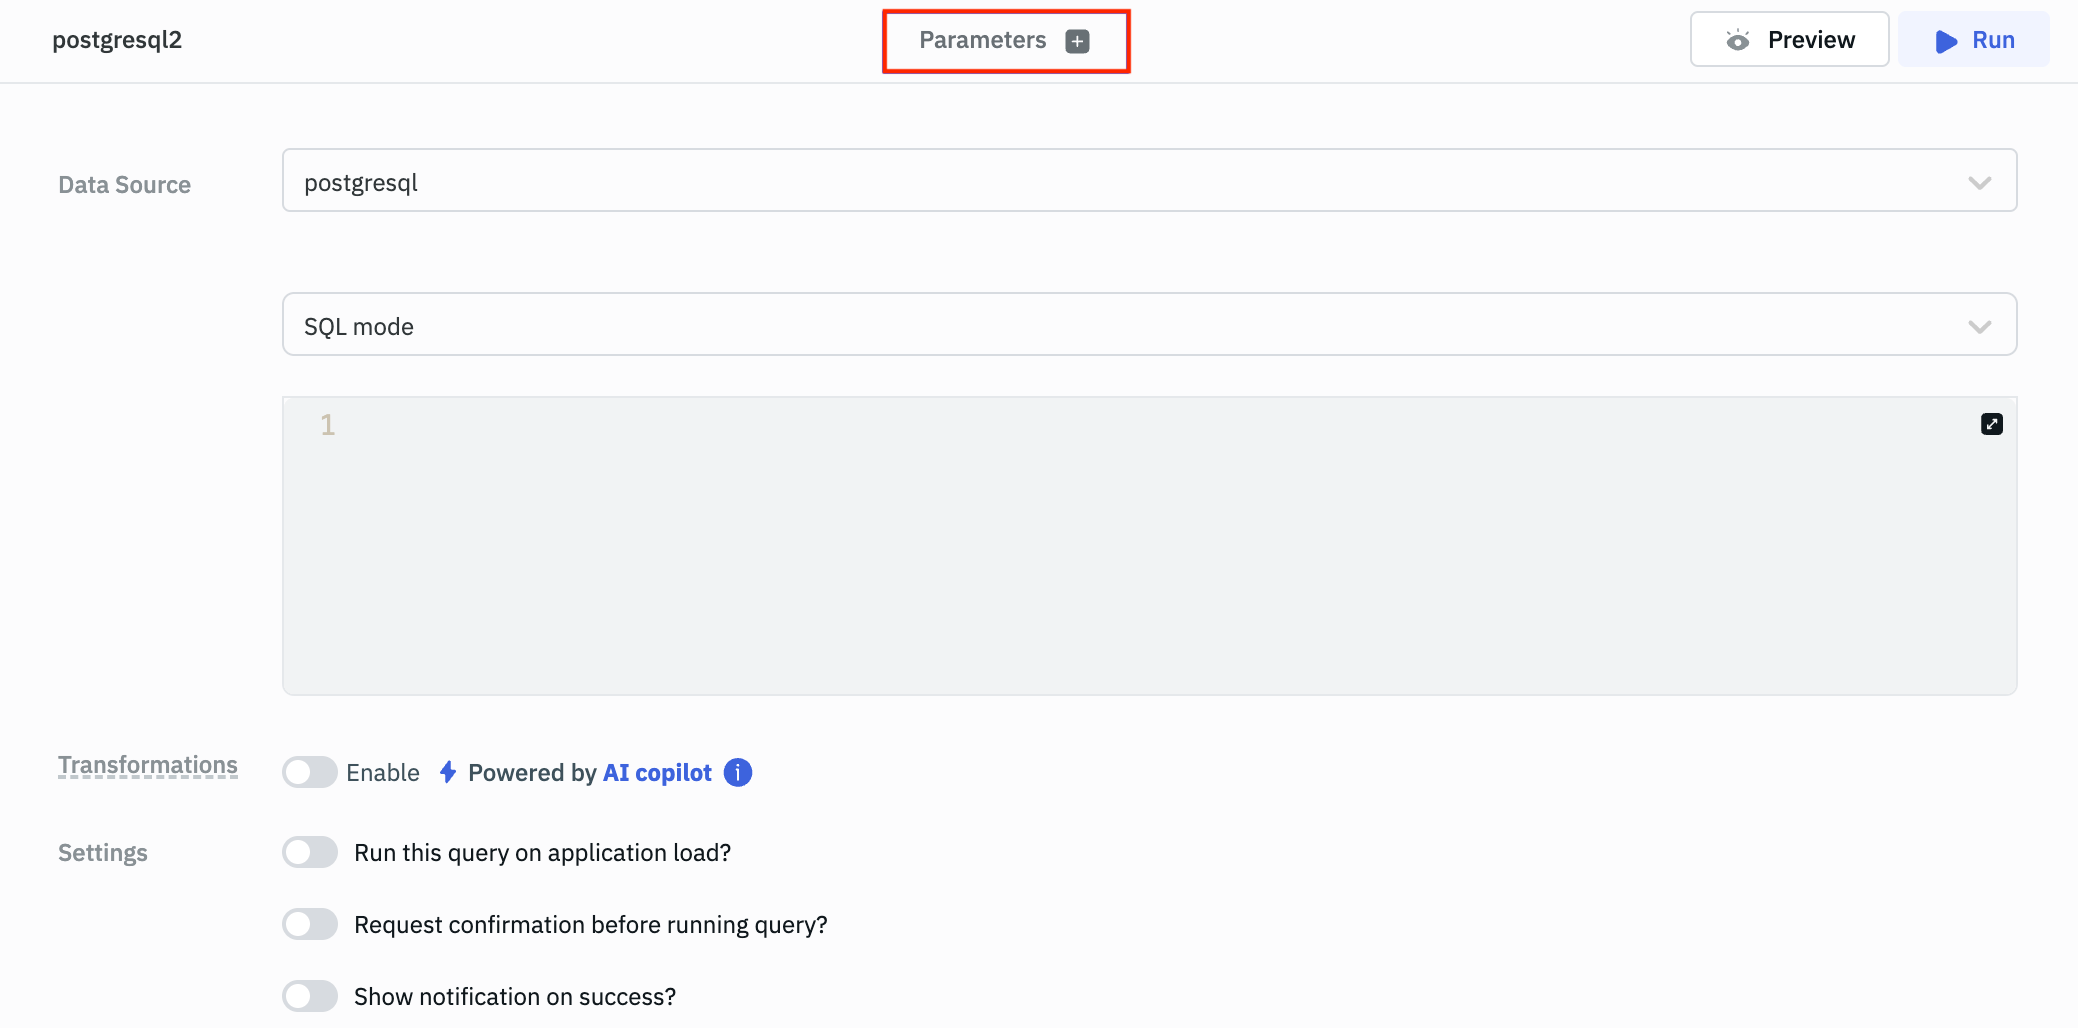 postgresql2
Parameters
Preview
Run
Data Source
postgresql
SQL mode
1
Transformations
Enable
Powered by AI copilot
Settings
Run this query on application load?
Request confirmation before running query?
Show notification on success?